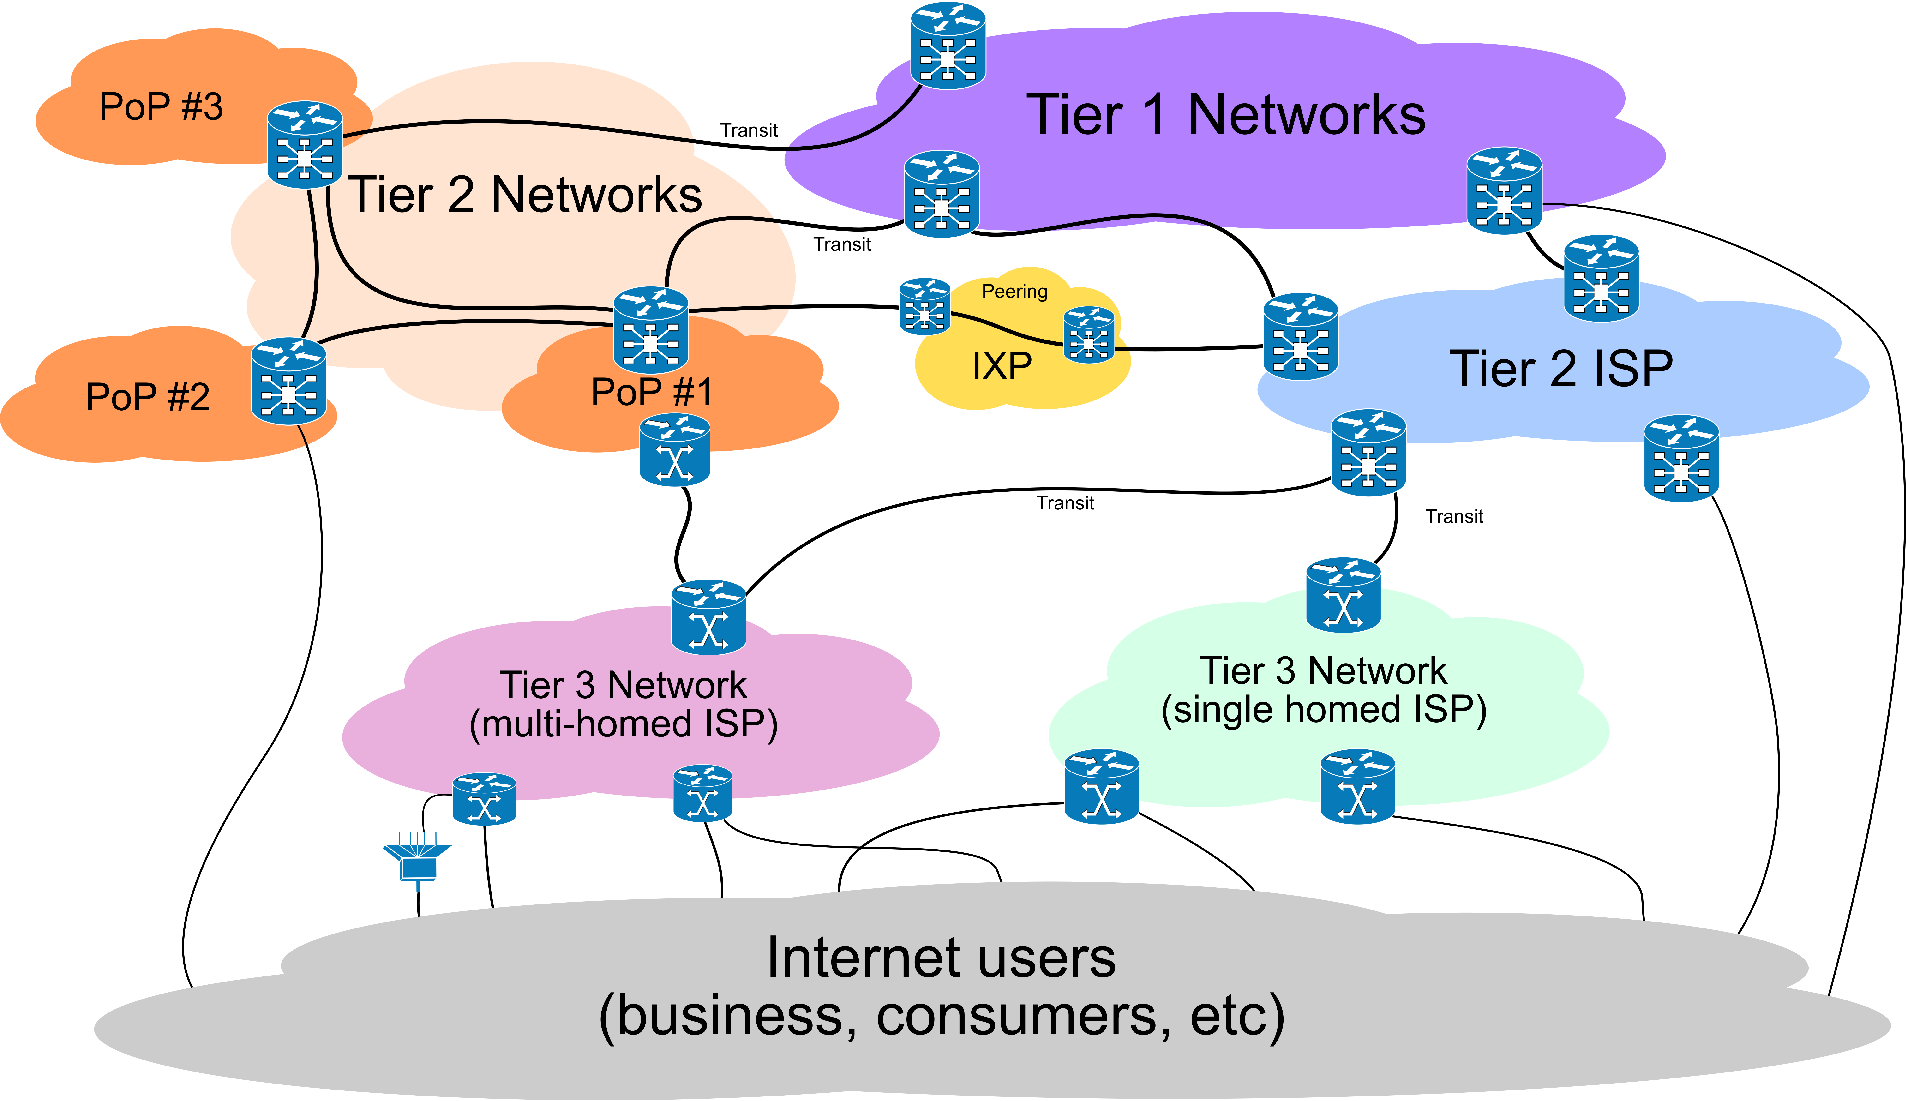 PoP #3
Tier 1 Networks
Transit
Tier 2 Networks
Transit
Peering
IXP
Tier 2 ISP
PoP #2
PoP #1
Transit
Transit
Tier 3 Network
(multi-homed ISP)
Tier 3 Network
(single homed ISP)
Internet users
(business, consumers, etc)